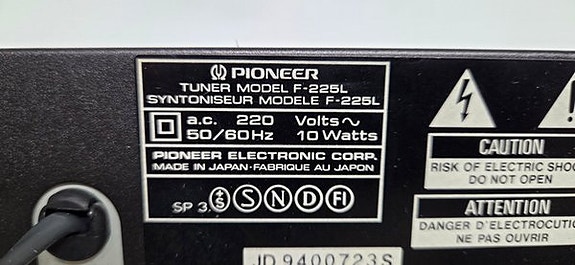 PIONEER
TUNER MODEL F-225L
SYNTONISEUR MODELE F-225L
a.c. 220 Volts ~
50/60Hz 10 Watts
PIONEER ELECTRONIC CORP.
MADE IN JAPAN·FABRIQUE AU JAPON
SP 3. S S N D FI
JD 9400723S
CAUTION
RISK OF ELECTRIC SHO
DO NOT OPEN
ATTENTION
DANGER D'ELECTROCUTIO
NE PAS OUVRIR